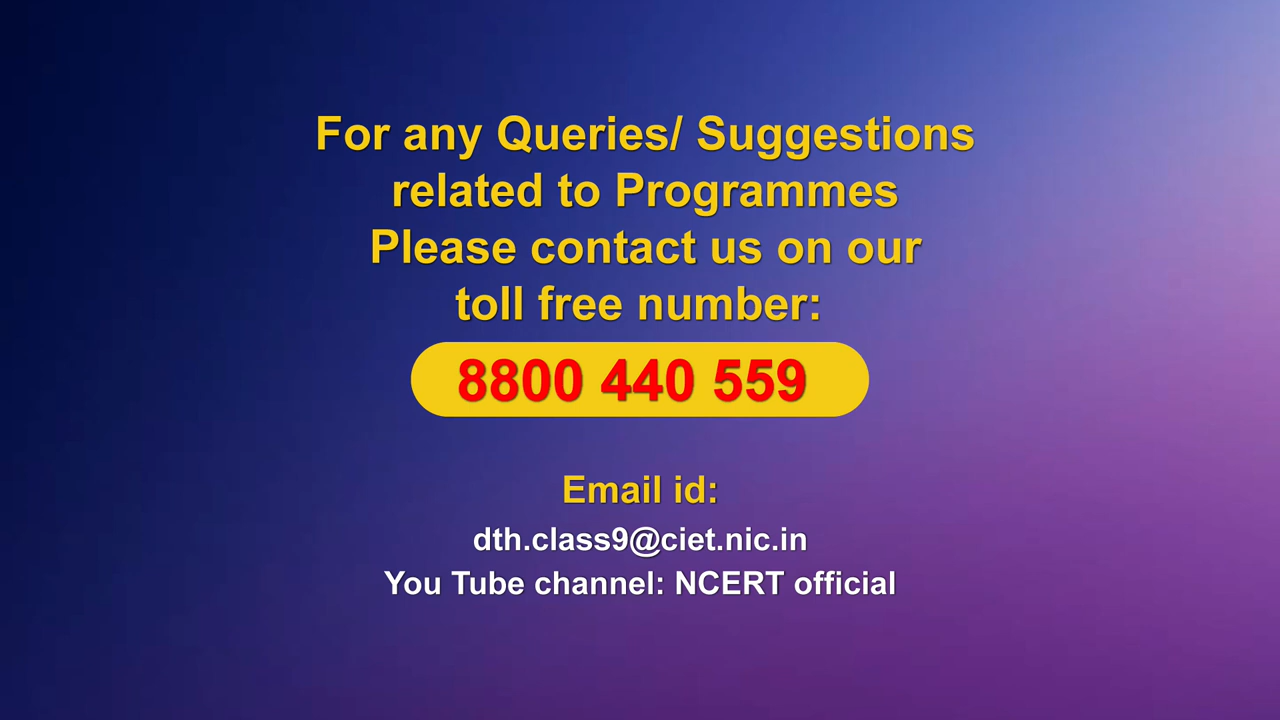 For any Queries/ Suggestions
related to Programmes
Please contact us on our
toll free number:
8800 440 559
Email id:
dth.class9@ciet.nic.in
You Tube channel: NCERT official